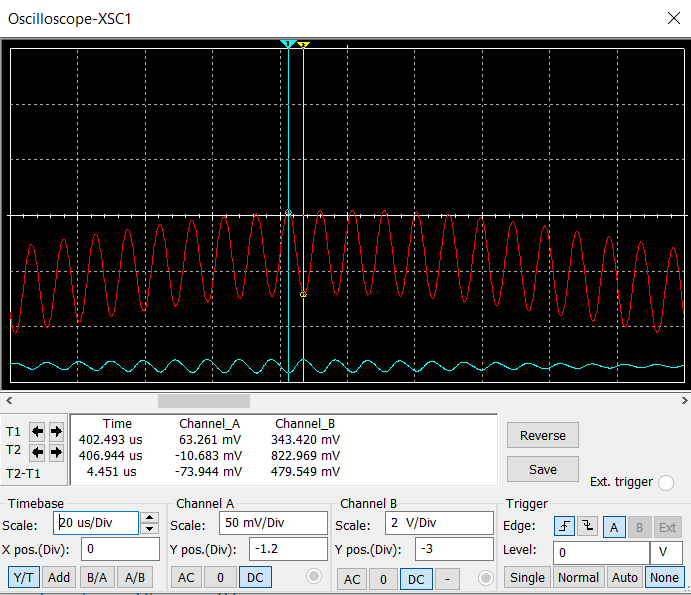 Oscilloscope-XSC1
1 2
T1
T2
T2-T1
Time Channel_A Channel_B
402.493 us 63.261 mV 343.420 mV
406.944 us -10.683 mV 822.969 mV
4.451 us -73.944 mV 479.549 mV
Reverse
Save
Ext. trigger
Timebase
Scale: 20 us/Div
X pos.(Div): 0
Y/T Add B/A A/B
Channel A
Scale: 50 mV/Div
Y pos.(Div): -1.2
AC 0 DC
Channel B
Scale: 2 V/Div
Y pos.(Div): -3
AC 0 DC -
Trigger
Edge: A B Ext
Level: 0 V
Single Normal Auto None